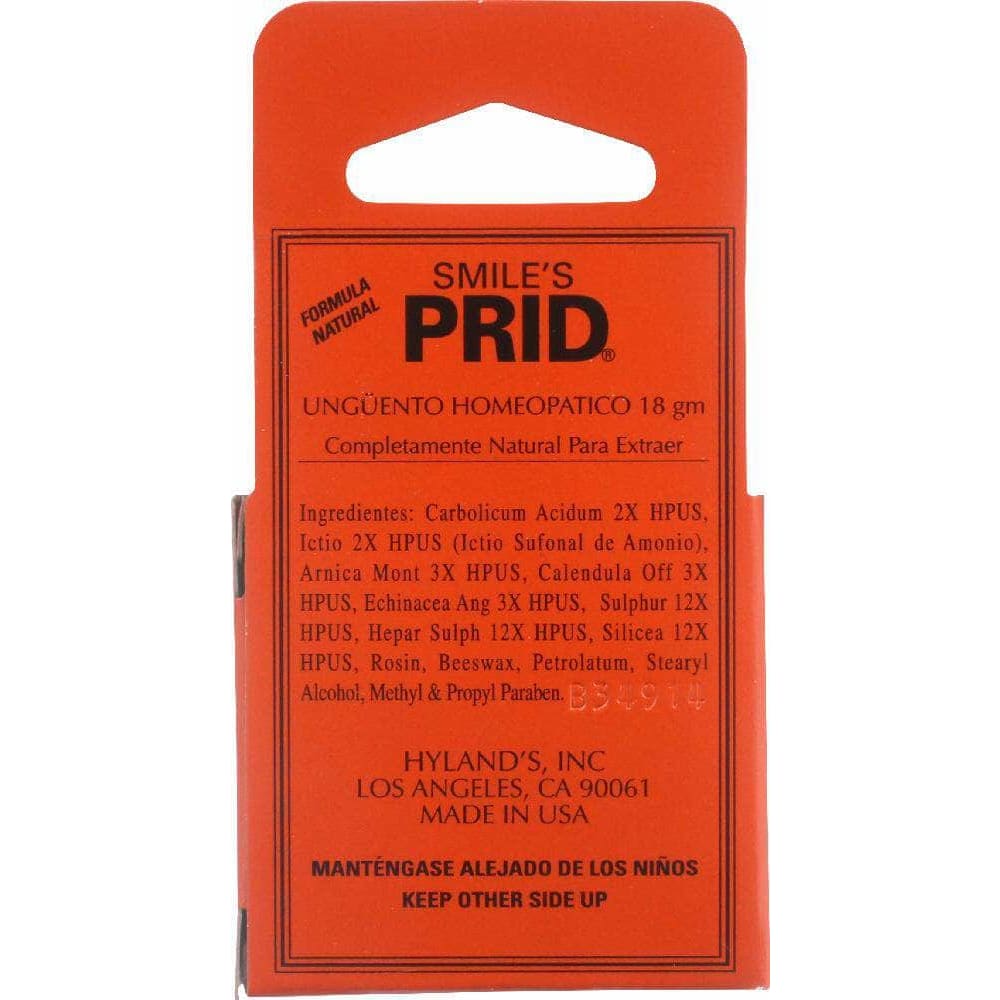 FORMULA
NATURAL
SMILE'S
PRID®
UNGÜENTO HOMEOPATICO 18 gm
Completamente Natural Para Extraer
Ingredientes: Carbolicum Acidum 2X HPUS,
Ictio 2X HPUS (Ictio Sufonal de Amonio),
Arnica Mont 3X HPUS, Calendula Off 3X
HPUS, Echinacea Ang 3X HPUS, Sulphur 12X
HPUS, Hepar Sulph 12X HPUS, Silicea 12X
HPUS, Rosin, Beeswax, Petrolatum, Stearyl
Alcohol, Methyl & Propyl Paraben.
B34914
HYLAND'S, INC
LOS ANGELES, CA 90061
MADE IN USA
MANTÉNGASE ALEJADO DE LOS NIÑOS
KEEP OTHER SIDE UP